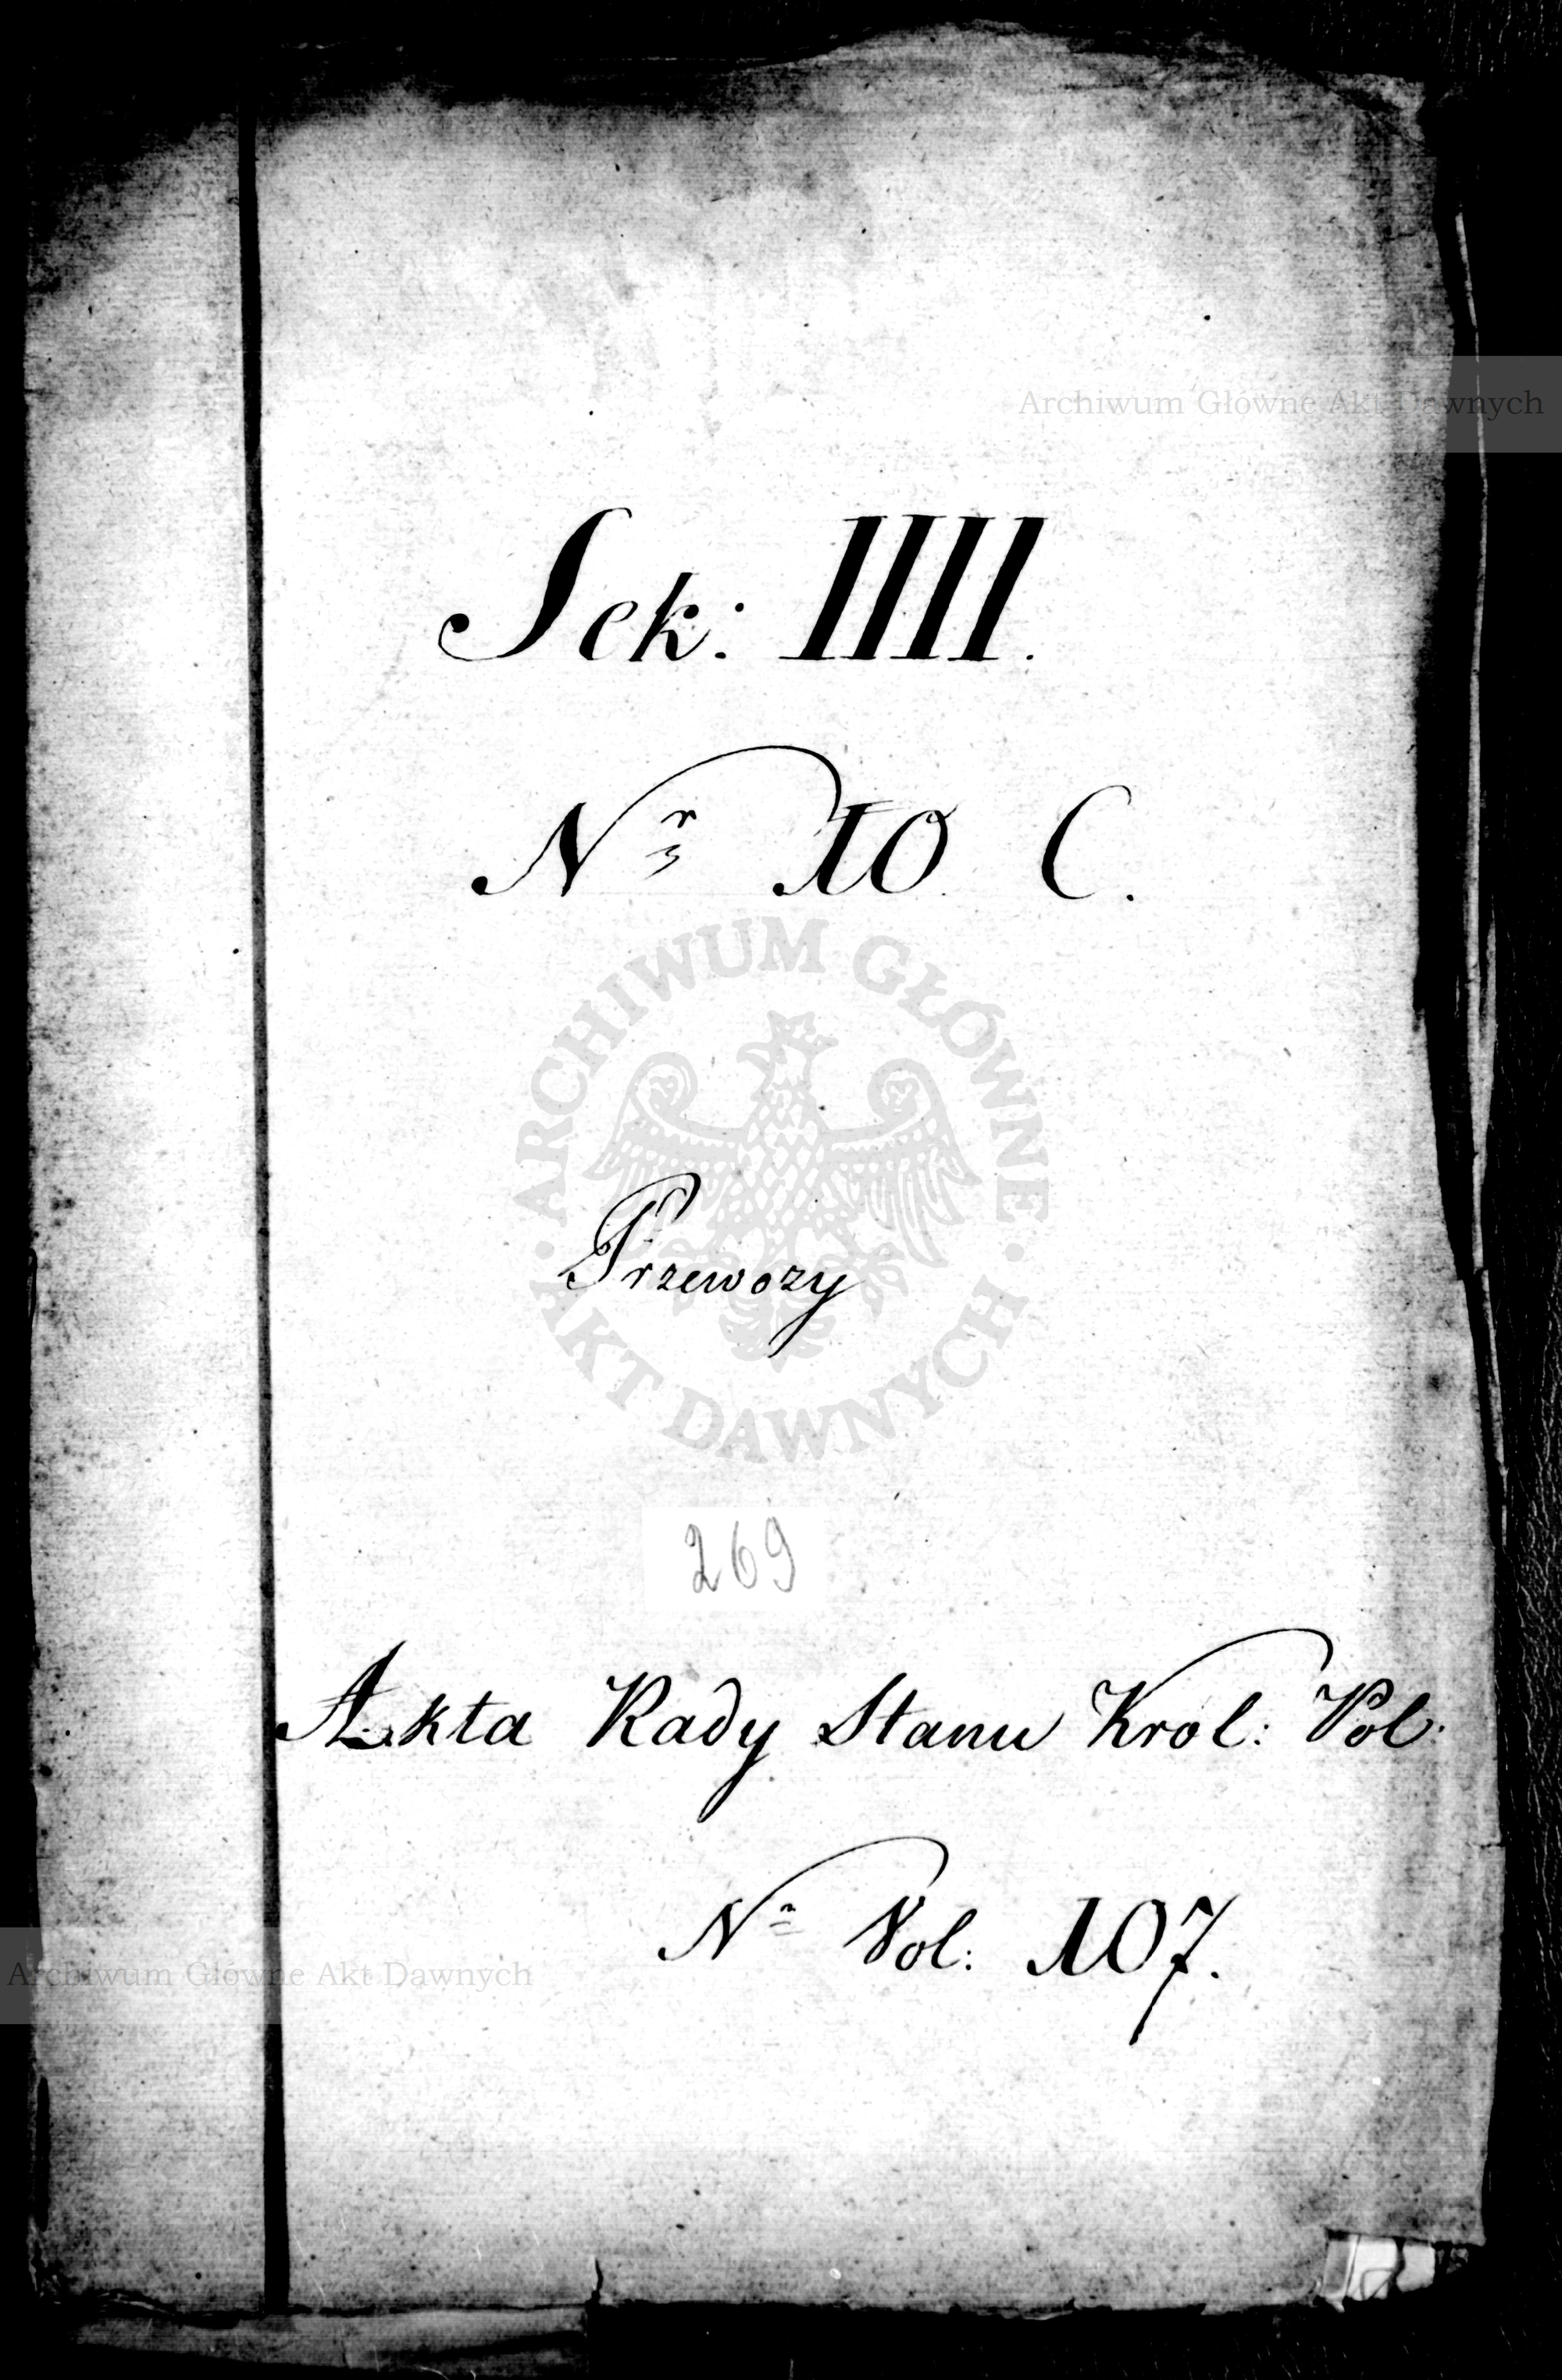 Archiwum Główne Akt Dawnych
Sek: IIII.
Nr 10 C.
ARCHIWUM GŁÓWNE
AKT DAWNYCH
Przewozy
269
Akta Rady Stanu Krol: Pol:
Nr Vol: 107.
Archiwum Główne Akt Dawnych